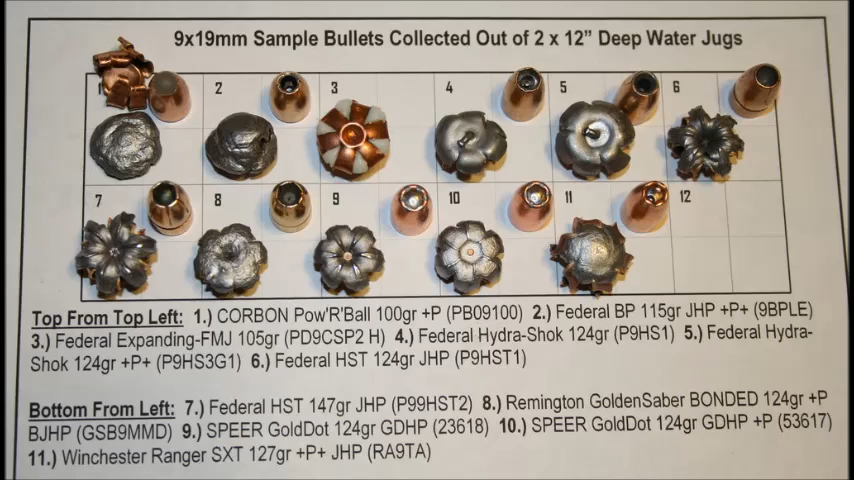 9x19mm Sample Bullets Collected Out of 2 x 12” Deep Water Jugs
1 2 3 4 5 6
7 8 9 10 11 12
Top From Top Left: 1.) CORBON Pow'R'Ball 100gr +P (PB09100) 2.) Federal BP 115gr JHP +P+ (9BPLE)
3.) Federal Expanding-FMJ 105gr (PD9CSP2 H) 4.) Federal Hydra-Shok 124gr (P9HS1) 5.) Federal Hydra-
Shok 124gr +P+ (P9HS3G1) 6.) Federal HST 124gr JHP (P9HST1)
Bottom From Left: 7.) Federal HST 147gr JHP (P99HST2) 8.) Remington GoldenSaber BONDED 124gr +P
BJHP (GSB9MMD) 9.) SPEER GoldDot 124gr GDHP (23618) 10.) SPEER GoldDot 124gr GDHP +P (53617)
11.) Winchester Ranger SXT 127gr +P+ JHP (RA9TA)